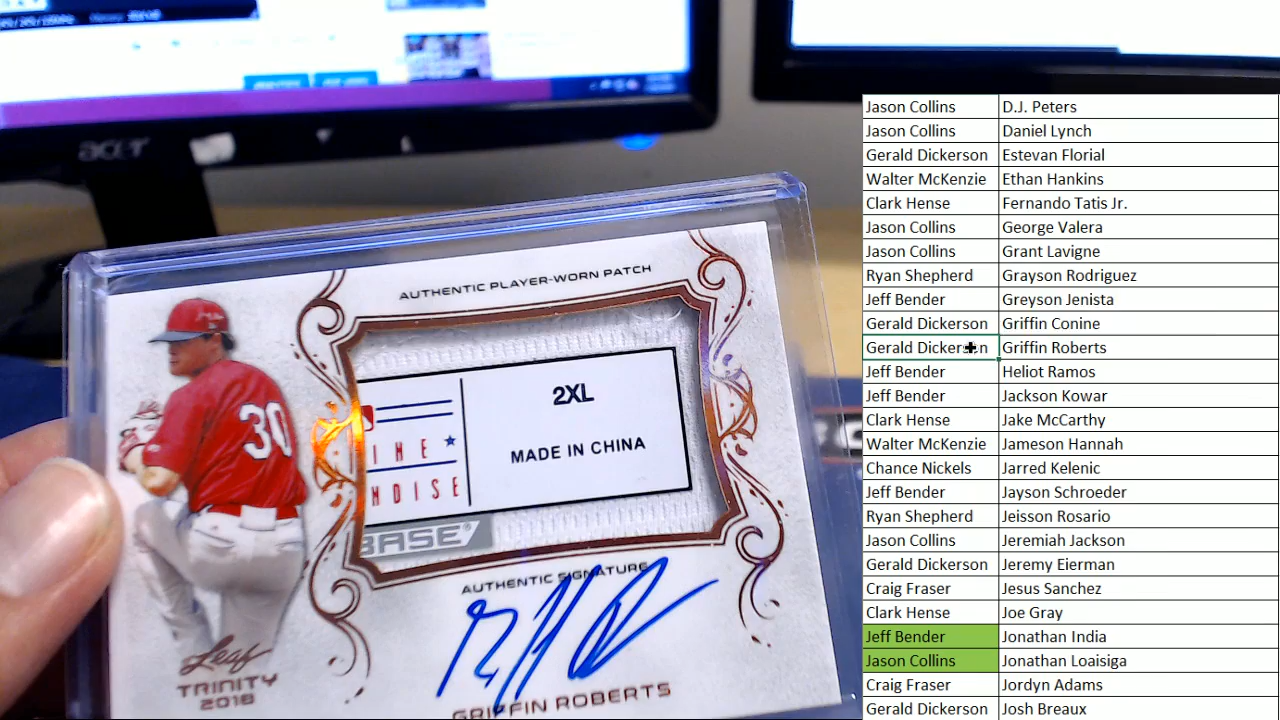 acer
AUTHENTIC PLAYER-WORN PATCH
30
2XL
MADE IN CHINA
INE
NDISE
BASE
AUTHENTIC SIGNATURE
Leaf
TRINITY
2018
GRIFFIN ROBERTS
Jason Collins D.J. Peters
Jason Collins Daniel Lynch
Gerald Dickerson Estevan Florial
Walter McKenzie Ethan Hankins
Clark Hense Fernando Tatis Jr.
Jason Collins George Valera
Jason Collins Grant Lavigne
Ryan Shepherd Grayson Rodriguez
Jeff Bender Greyson Jenista
Gerald Dickerson Griffin Conine
Gerald Dickerson Griffin Roberts
Jeff Bender Heliot Ramos
Jeff Bender Jackson Kowar
Clark Hense Jake McCarthy
Walter McKenzie Jameson Hannah
Chance Nickels Jarred Kelenic
Jeff Bender Jayson Schroeder
Ryan Shepherd Jeisson Rosario
Jason Collins Jeremiah Jackson
Gerald Dickerson Jeremy Eierman
Craig Fraser Jesus Sanchez
Clark Hense Joe Gray
Jeff Bender Jonathan India
Jason Collins Jonathan Loaisiga
Craig Fraser Jordyn Adams
Gerald Dickerson Josh Breaux